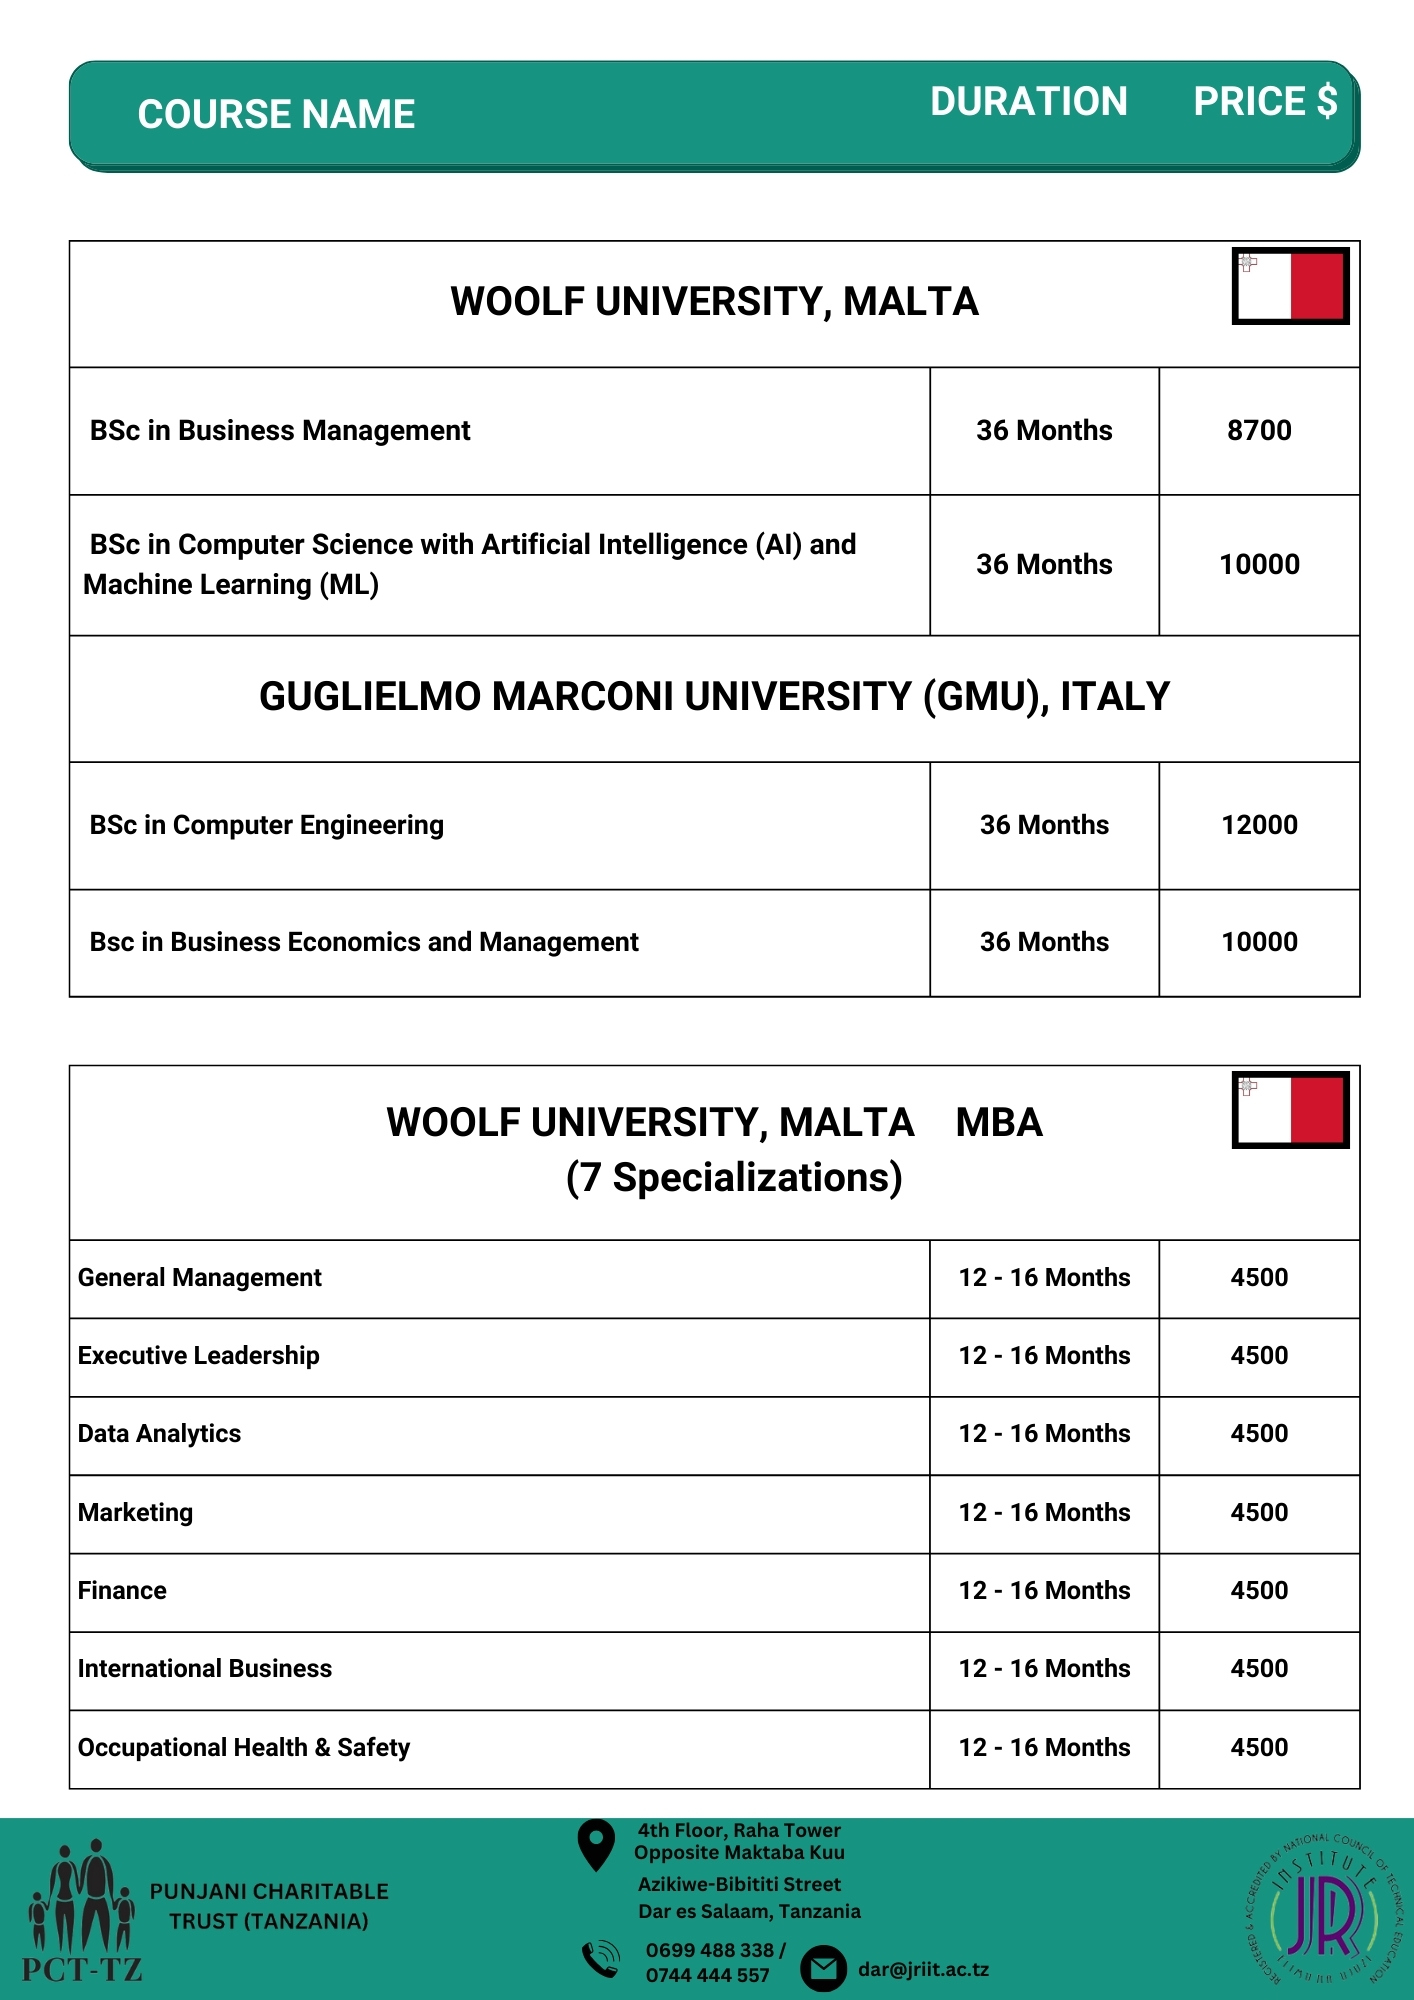 COURSE NAME DURATION PRICE $
WOOLF UNIVERSITY, MALTA
BSc in Business Management 36 Months 8700
BSc in Computer Science with Artificial Intelligence (AI) and
Machine Learning (ML) 36 Months 10000
GUGLIELMO MARCONI UNIVERSITY (GMU), ITALY
BSc in Computer Engineering 36 Months 12000
Bsc in Business Economics and Management 36 Months 10000
WOOLF UNIVERSITY, MALTA MBA
(7 Specializations)
General Management 12 - 16 Months 4500
Executive Leadership 12 - 16 Months 4500
Data Analytics 12 - 16 Months 4500
Marketing 12 - 16 Months 4500
Finance 12 - 16 Months 4500
International Business 12 - 16 Months 4500
Occupational Health & Safety 12 - 16 Months 4500
PCT-TZ
PUNJANI CHARITABLE
TRUST (TANZANIA)
4th Floor, Raha Tower
Opposite Maktaba Kuu
Azikiwe-Bibititi Street
Dar es Salaam, Tanzania
0699 488 338 /
0744 444 557
dar@jriit.ac.tz
REGISTERED & ACCREDITED BY NATIONAL COUNCIL OF TECHNICAL EDUCATION
INSTITUTE
JR